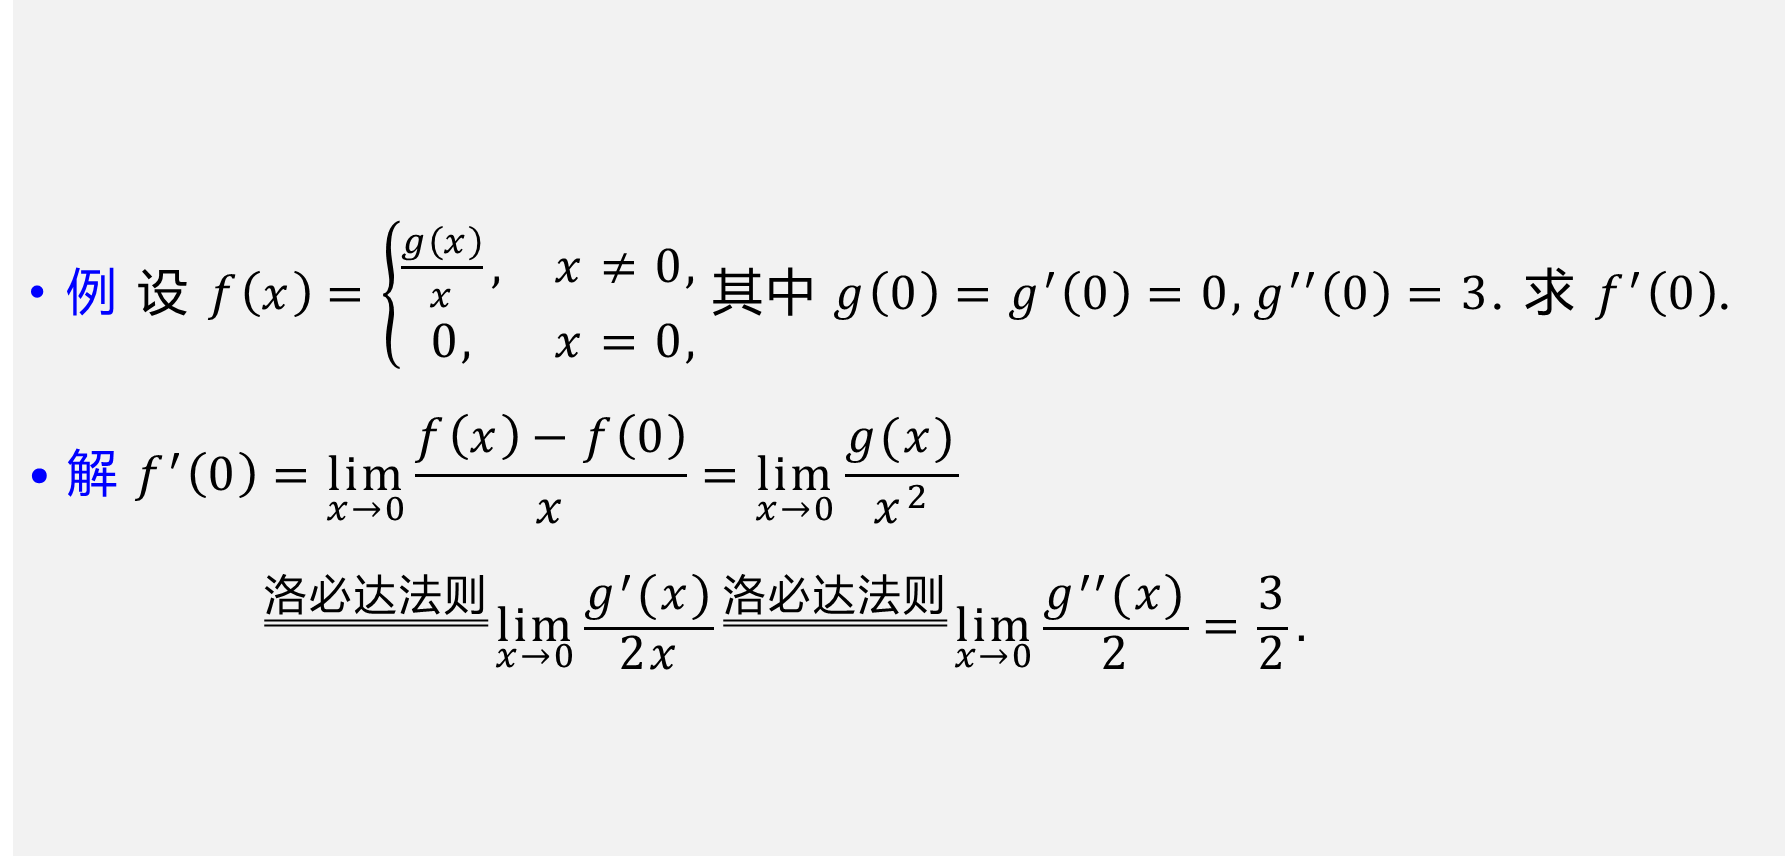 • 例 设 f(x) = { g(x)/x, x ≠ 0, 0, x = 0, 其中 g(0) = g′(0) = 0, g′′(0) = 3. 求 f′(0).
• 解 f′(0) = lim_{x→0} (f(x) − f(0))/x = lim_{x→0} g(x)/x²
洛必达法则 lim_{x→0} g′(x)/2x 洛必达法则 lim_{x→0} g′′(x)/2 = 3/2.